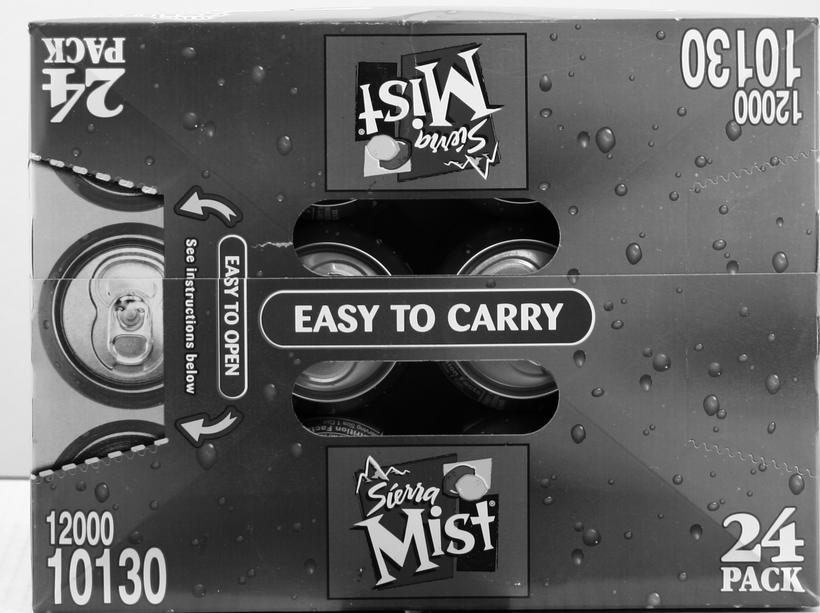 24
PACK
Sierra
Mist
12000
10130
See instructions below
EASY TO OPEN
EASY TO CARRY
Sierra
Mist
12000
10130
24
PACK